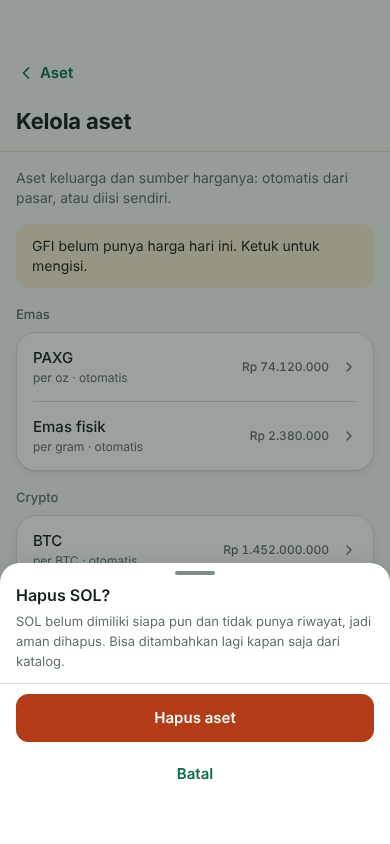 Aset
Kelola aset
Aset keluarga dan sumber harganya: otomatis dari
pasar, atau diisi sendiri.
GFI belum punya harga hari ini. Ketuk untuk
mengisi.
Emas
PAXG
Rp 74.120.000
per oz · otomatis
Emas fisik
Rp 2.380.000
per gram · otomatis
Crypto
BTC
Rp 1.452.000.000
per BTC · otomatis
Hapus SOL?
SOL belum dimiliki siapa pun dan tidak punya riwayat, jadi
aman dihapus. Bisa ditambahkan lagi kapan saja dari
katalog.
Hapus aset
Batal